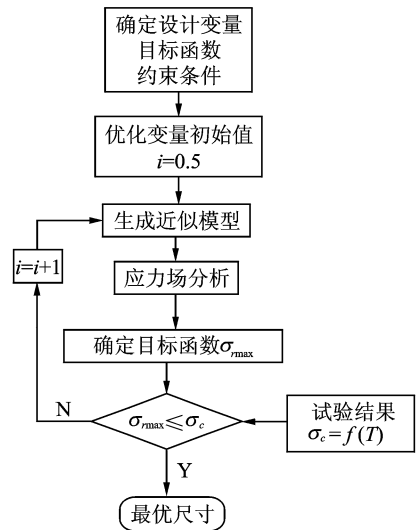 确定设计变量
目标函数
约束条件
优化变量初始值
i=0.5
生成近似模型
i=i+1
应力场分析
确定目标函数σrmax
N
σrmax≤σc
试验结果
σc=f(T)
Y
最优尺寸